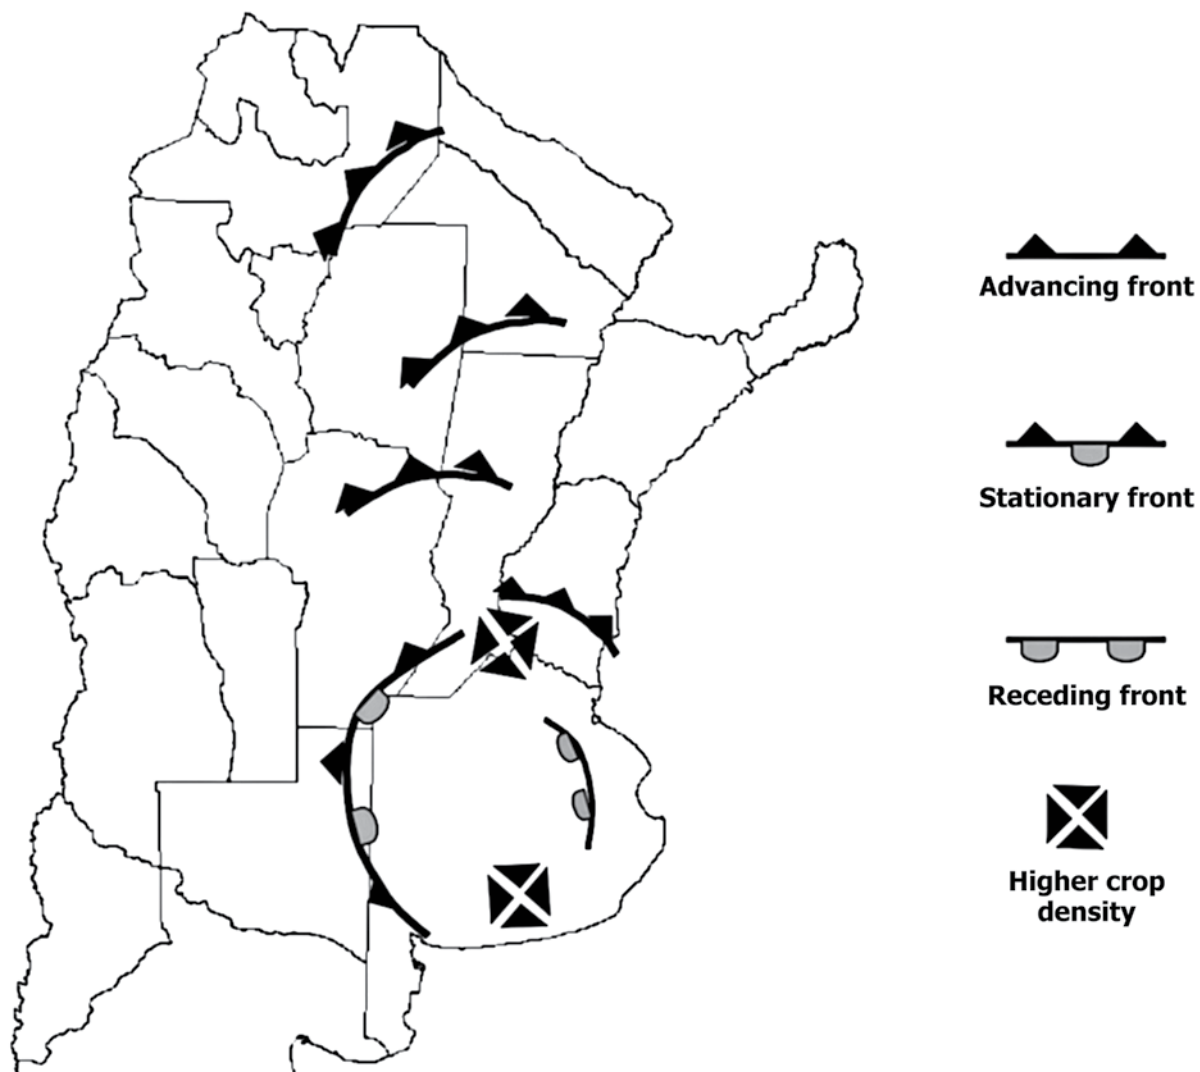 Advancing front
Stationary front
Receding front
Higher crop
density